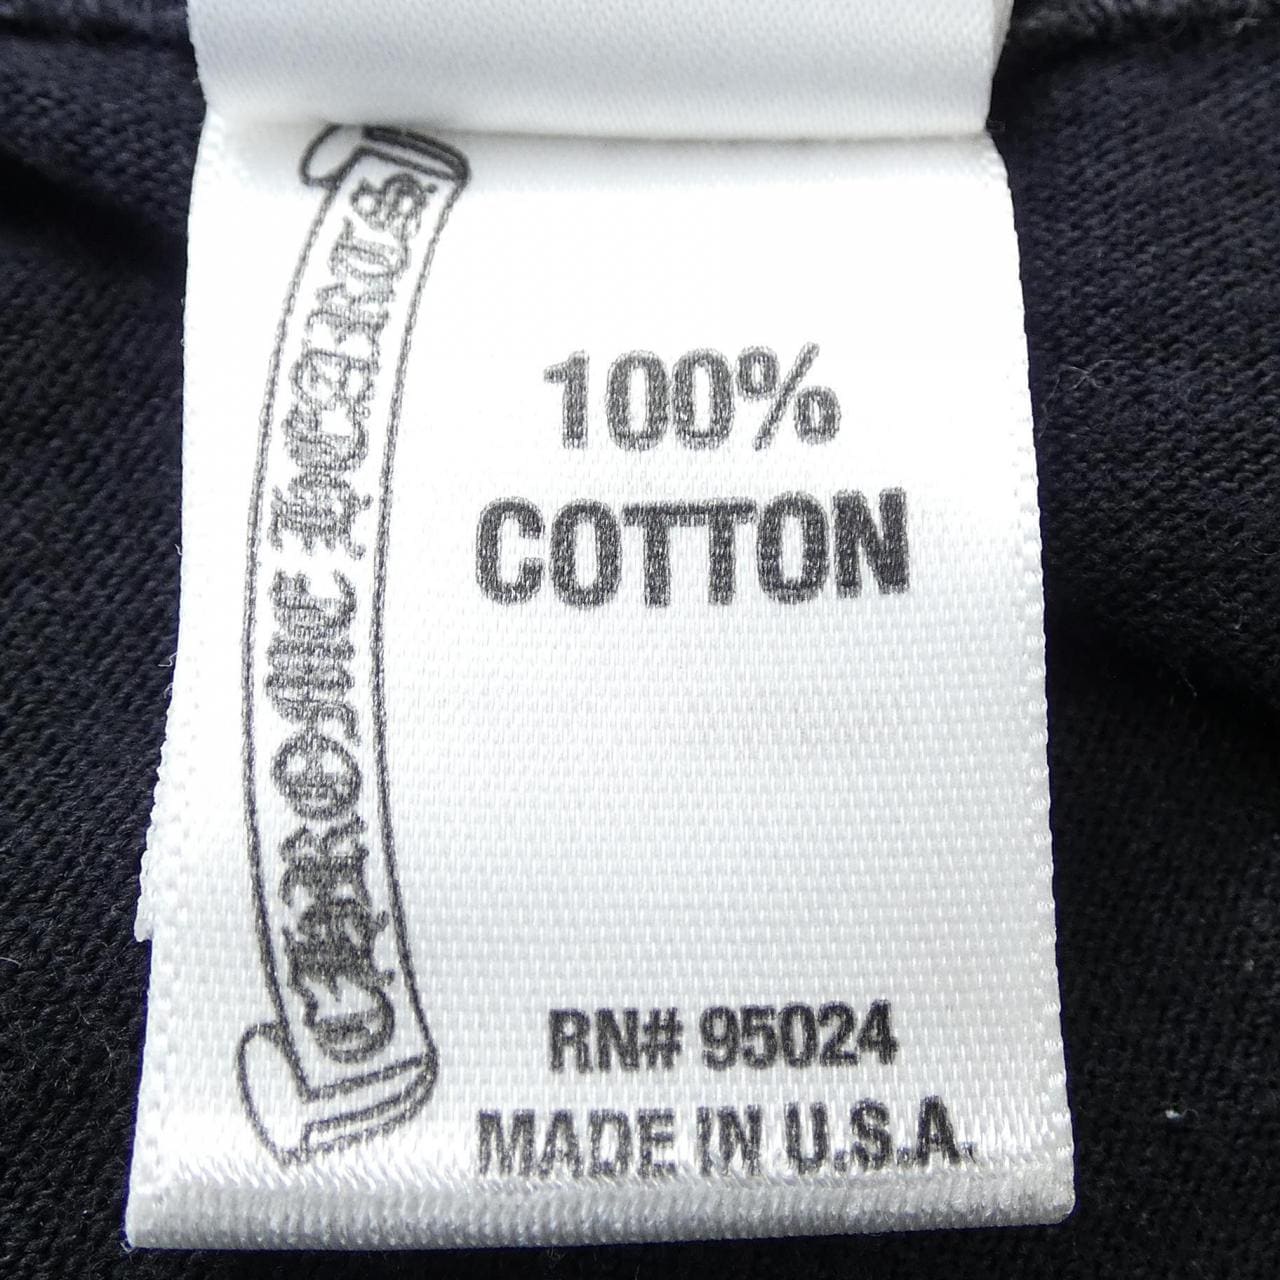 CHROME HEARTS
100%
COTTON
RN# 95024
MADE IN U.S.A.